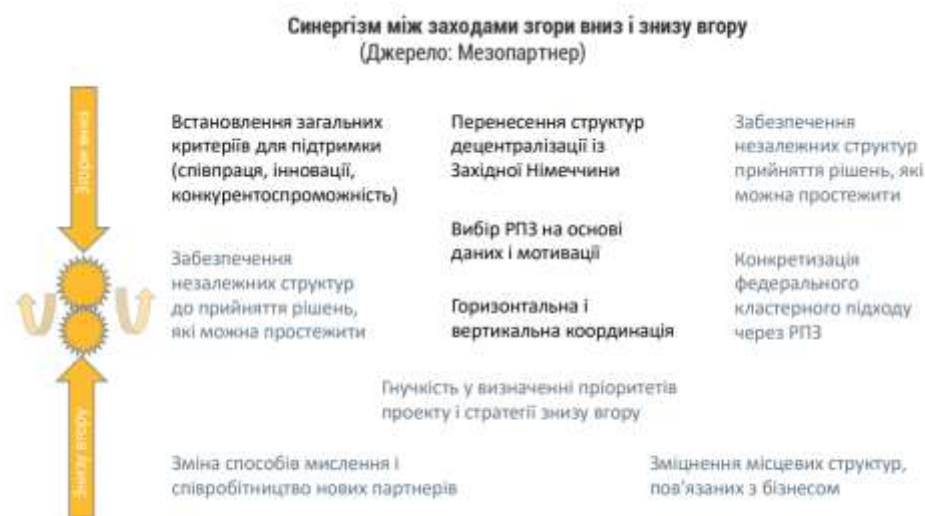 Синергізм між заходами згори вниз і знизу вгору
(Джерело: Мезопартнер)
Згори вниз
Встановлення загальних
критеріїв для підтримки
(співпраця, інновації,
конкурентоспроможність)
Перенесення структур
децентралізації із
Західної Німеччини
Забезпечення
незалежних структур
прийняття рішень, які
можна простежити
Вибір РПЗ на основі
даних і мотивації
Забезпечення
незалежних структур
до прийняття рішень,
які можна простежити
Горизонтальна і
вертикальна координація
Конкретизація
федерального
кластерного підходу
через РПЗ
Гнучкість у визначенні пріоритетів
проекту і стратегії знизу вгору
Знизу вгору
Зміна способів мислення і
співробітництво нових партнерів
Зміцнення місцевих структур,
пов'язаних з бізнесом